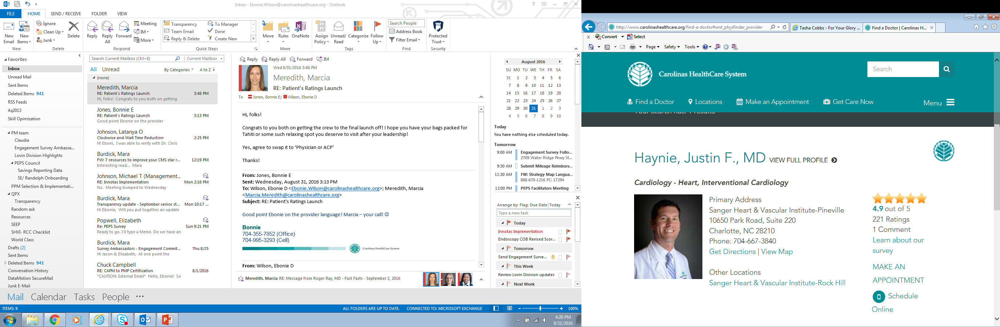 Inbox - Ebonie.Wilson@carolinashealthcare.org - Outlook
FILE HOME SEND / RECEIVE FOLDER VIEW
New Email
New Items
New
Ignore
Clean Up
Junk
Delete
Delete
Reply
Reply All
Forward
Meeting
IM
More
Respond
Transparency
Team Email
Reply & Delete
To Manager
Done
Create New
Quick Steps
Move
Rules
OneNote
Move
Assign Policy
Unread/ Read
Categorize
Follow Up
Tags
Search People
Address Book
Filter Email
Find
Protected Trust
Security
Favorites
Inbox
Unread Mail
Sent Items
Deleted Items 941
RSS Feeds
4q2013
Skill Opimization
PM team
Claudia
Engagement Survey Ambassa...
Lovin Division Highlights
PEPS Council
Savings Reporting Data
SE/ Randolph Onboarding
PPM Selection & Implementati...
QPX
Transparency
Random ask
Resources
SEEP
SHVI- RCC Checklist
World Class
Drafts [2]
Sent Items
Deleted Items 941
Conversation History
DataMotion SecureMail
Junk E-Mail
Search Current Mailbox (Ctrl+E) Current Mailbox
All Unread By Categories A to Z
(none)
Meredith, Marcia
RE: Patient's Ratings Launch 3:48 PM
Hi, folks! Congrats to you both on getting
Jones, Bonnie E
RE: Patient's Ratings Launch 3:13 PM
Good point Ebonie on the provider
Johnson, Latanya O
Clockwise and Wait Time Reduction 2:25 PM
Hi Eboni, I was able to verify with Dr. Chris
Burdick, Mara
FW: 7 resources to improve your CMS star r... 12:19 PM
Interesting read... Mara
Johnson, Michael T (Management...
RE: Innotas Implementation Mon 2:18 PM
No. Meeting bumped to Wednesday
Burdick, Mara
Transparency update - September senior st... Mon 10:17 ...
Hi Ebonie, Will you put together an update
Popwell, Elizabeth
Re: PEPS Survey Sun 9:21 PM
Ready to go. I'll type a Memo. Do we have an
Burdick, Mara
Survey Ambassadors - Engagement Commit... Thu 8/25
Hi Jason & Elizabeth, At one point the
Chuck Campbell
RE: CAPM to PMP Certification 8/1/2016
*CAUTION: External Email* Hello, Ebonie! So
Reply Reply All Forward IM
Wed 8/31/2016 3:48 PM
Meredith, Marcia
RE: Patient's Ratings Launch
To Jones, Bonnie E; Wilson, Ebonie D
Hi, folks!
Congrats to you both on getting the crew to the final launch off! I hope you have your bags packed for
Tahiti or some such relaxing spot you deserve to visit after your leadership!
Yes, agree to swap it to ‘Physician or ACP’
Thanks!
From: Jones, Bonnie E
Sent: Wednesday, August 31, 2016 3:13 PM
To: Wilson, Ebonie D <Ebonie.Wilson@carolinashealthcare.org>; Meredith, Marcia
<Marcia.Meredith@carolinashealthcare.org>
Subject: RE: Patient's Ratings Launch
Good point Ebonie on the provider language! Marcia – your call! ☺
Bonnie
704-355-7852 (Office)
704-995-3293 (Cell)
Carolinas HealthCare System
From: Wilson, Ebonie D
Meredith, Marcia RE: Message from Roger Ray, MD - Fast Facts - September 2, 2016
August 2016
SU MO TU WE TH FR SA
31 1 2 3 4 5 6
7 8 9 10 11 12 13
14 15 16 17 18 19 20
21 22 23 24 25 26 27
28 29 30 31 1 2 3
4 5 6 7 8 9 10
Today
You have nothing else scheduled today.
Tomorrow
9:00 AM Engagement Survey Follo...
2709 Water Ridge Pkwy St...
9:30 AM Submit Mileage Reimburs...
11:30 AM FW: Strategy Map Langua...
888-670-1216 PC: 17294
12:00 PM PEPS Facilitators Meeting
Arrange by: Flag: Due Date Today
Type a new task
Today
Innotas Implementation
Endoscopy COB Revised Scor...
Tomorrow
Send Engagement Surve...
This Week
Review Lovin Division updates
Next Week
Mail Calendar Tasks People
ITEMS: 9 ALL FOLDERS ARE UP TO DATE. CONNECTED TO: MICROSOFT EXCHANGE 100%
4:20 PM
8/31/2016
http://www.carolinashealthcare.org/find-a-doctor#smt_physfinder_provider
Tasha Cobbs - For Your Glory ...
Find a Doctor | Carolinas H...
Convert Select
Page Safety Tools
Carolinas HealthCare System
Search
Find a Doctor Locations Make an Appointment Get Care Now Menu
Haynie, Justin F., MD VIEW FULL PROFILE
Cardiology - Heart, Interventional Cardiology
Primary Address
Sanger Heart & Vascular Institute-Pineville
10650 Park Road, Suite 220
Charlotte, NC 28210
Phone: 704-667-3840
Get Directions | View Map
Other Locations
Sanger Heart & Vascular Institute-Rock Hill
4.9 out of 5
221 Ratings
1 Comment
Learn about our
survey
MAKE AN
APPOINTMENT
Schedule
Online